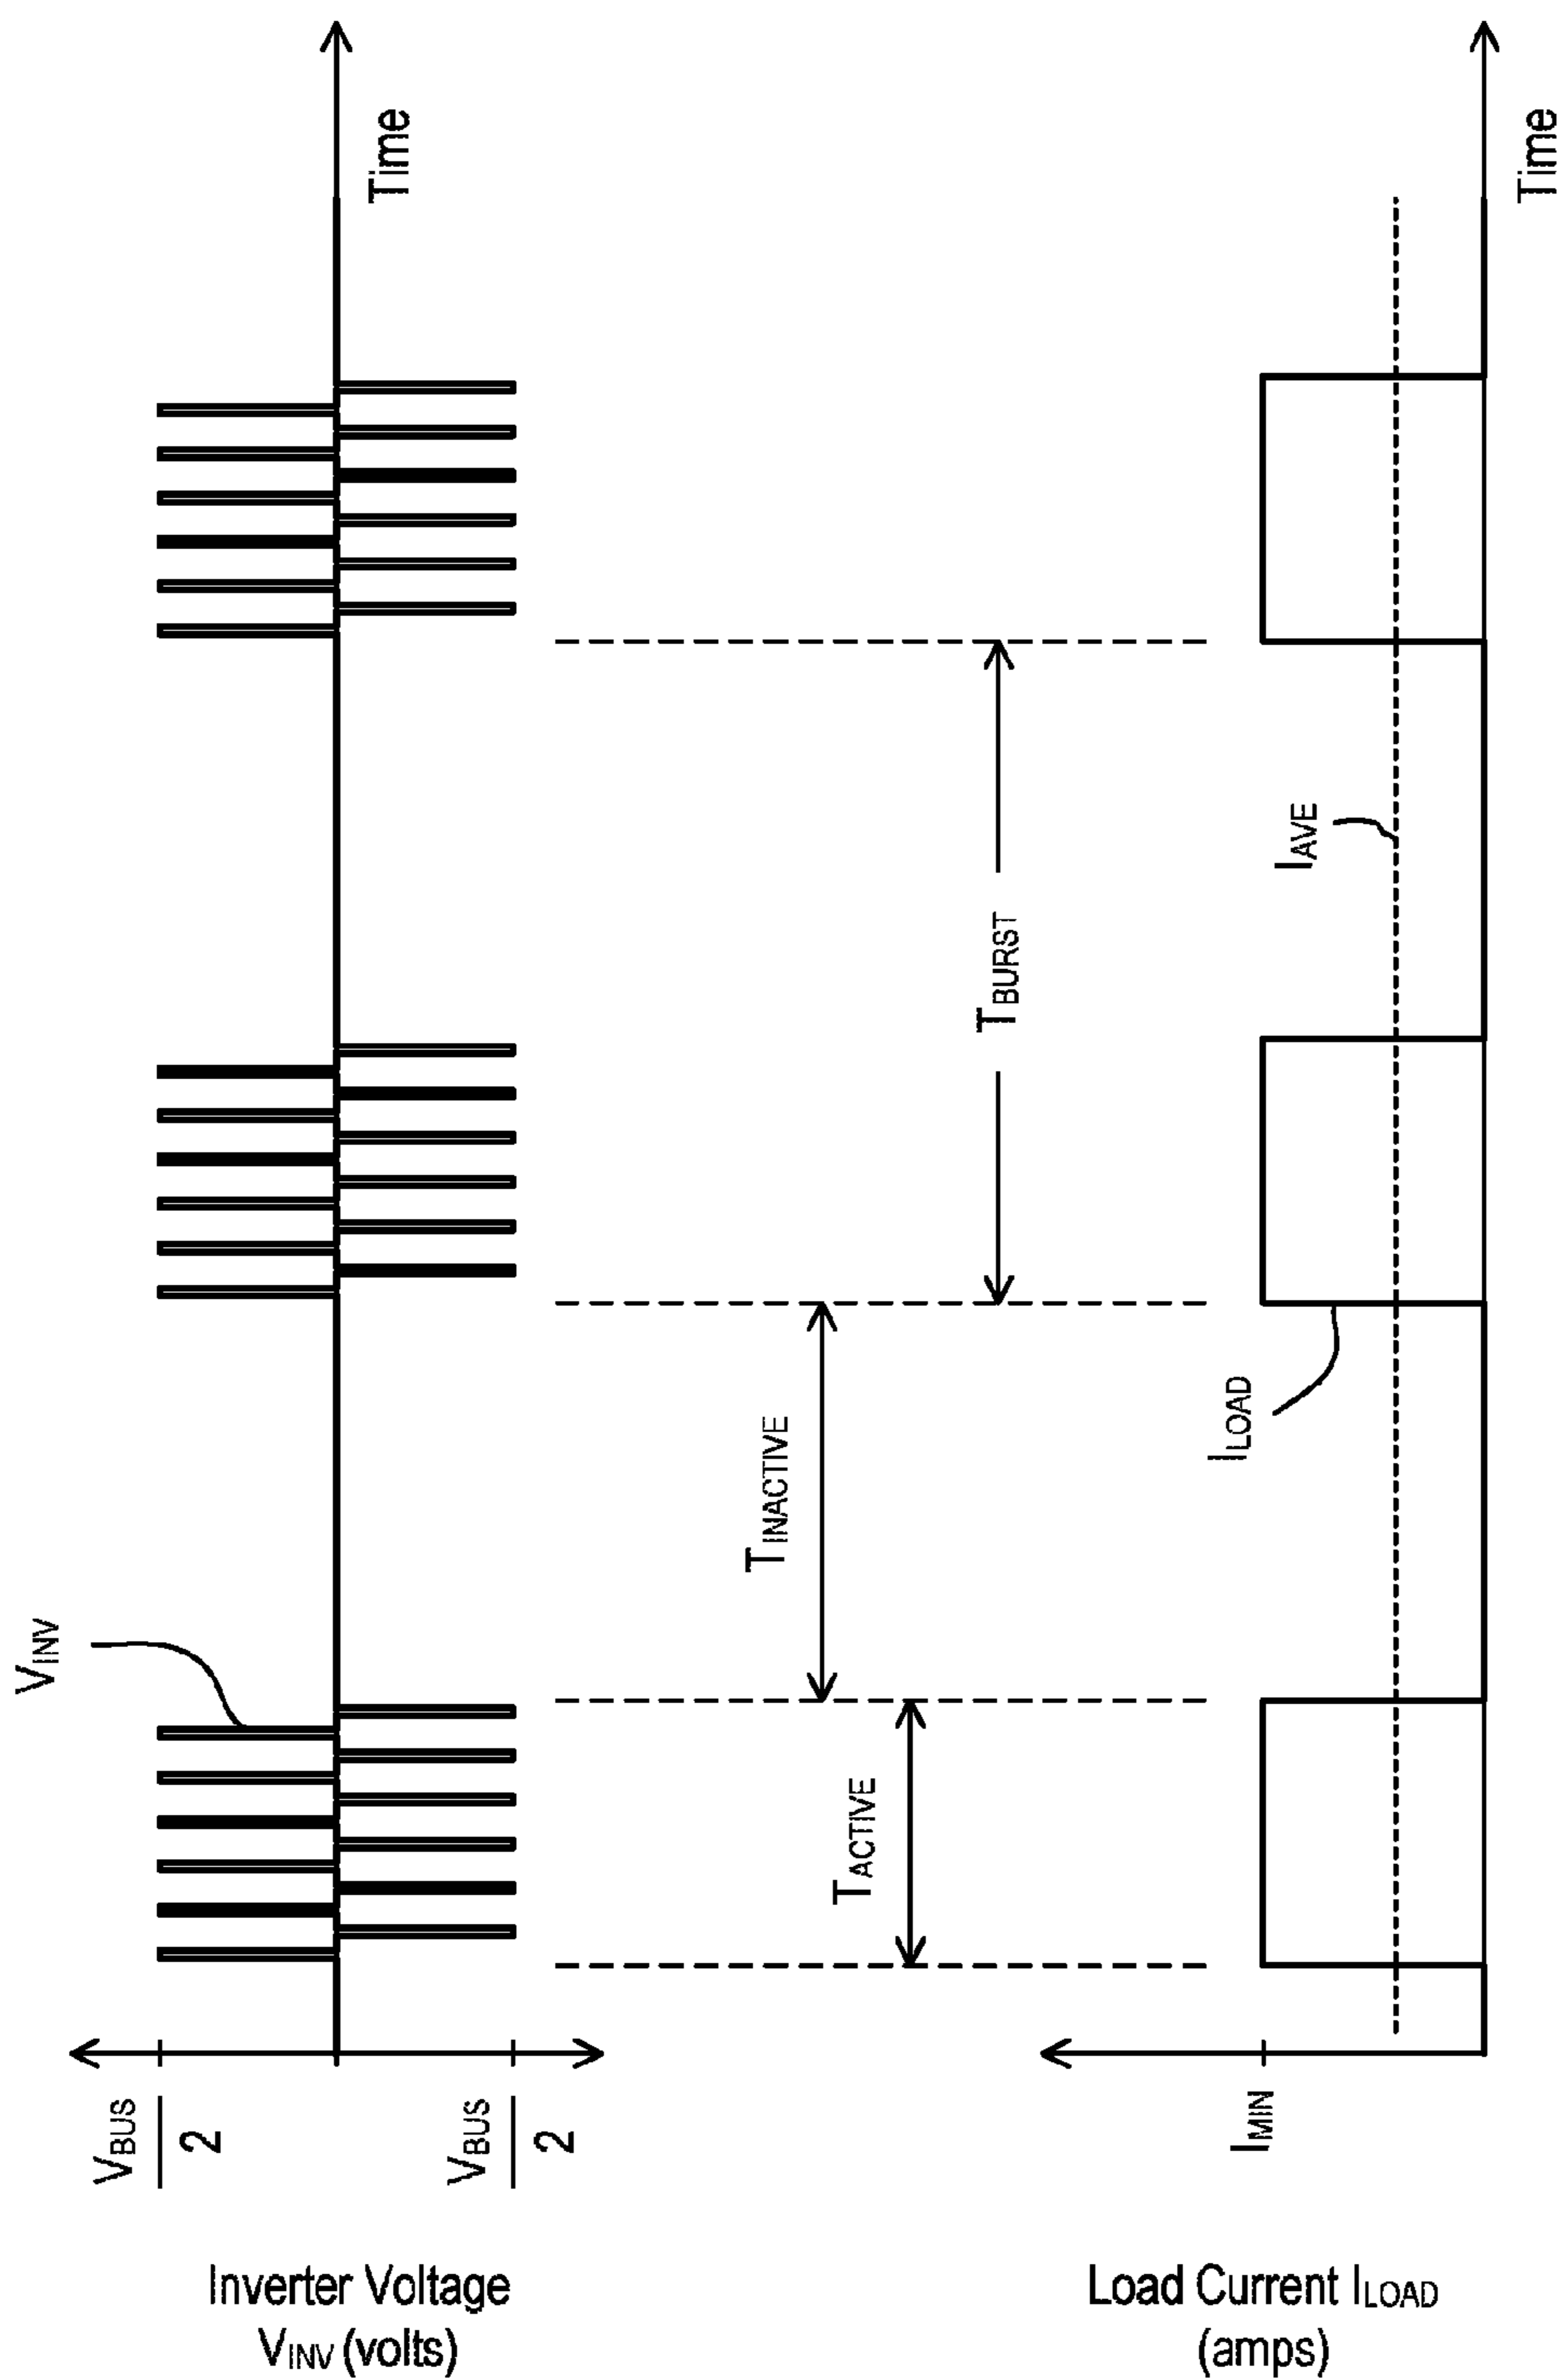 Inverter Voltage
VINV (volts)
VBUS
2
VBUS
2
VINV
Time
TACTIVE
TINACTIVE
TBURST
Load Current ILOAD
(amps)
IMIN
ILOAD
IAVE
Time